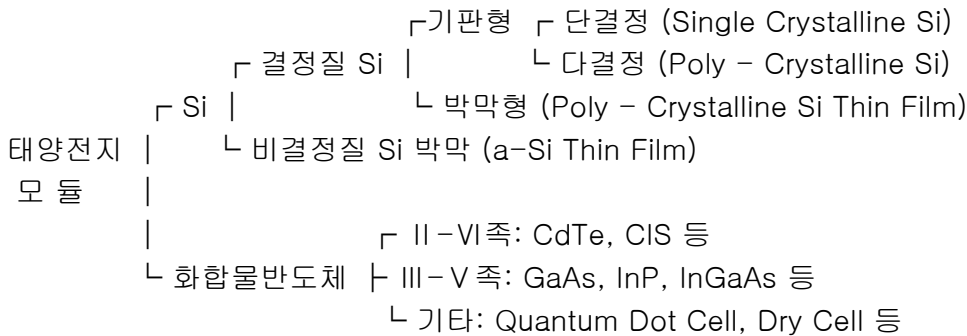 ┌기판형 ┌ 단결정 (Single Crystalline Si)
┌ 결정질 Si │ └ 다결정 (Poly - Crystalline Si)
┌ Si │ └ 박막형 (Poly - Crystalline Si Thin Film)
태양전지 │ └ 비결정질 Si 박막 (a-Si Thin Film)
모 듈 │
│ ┌ Ⅱ-Ⅵ족: CdTe, CIS 등
└ 화합물반도체 ├ Ⅲ-Ⅴ족: GaAs, InP, InGaAs 등
└ 기타: Quantum Dot Cell, Dry Cell 등